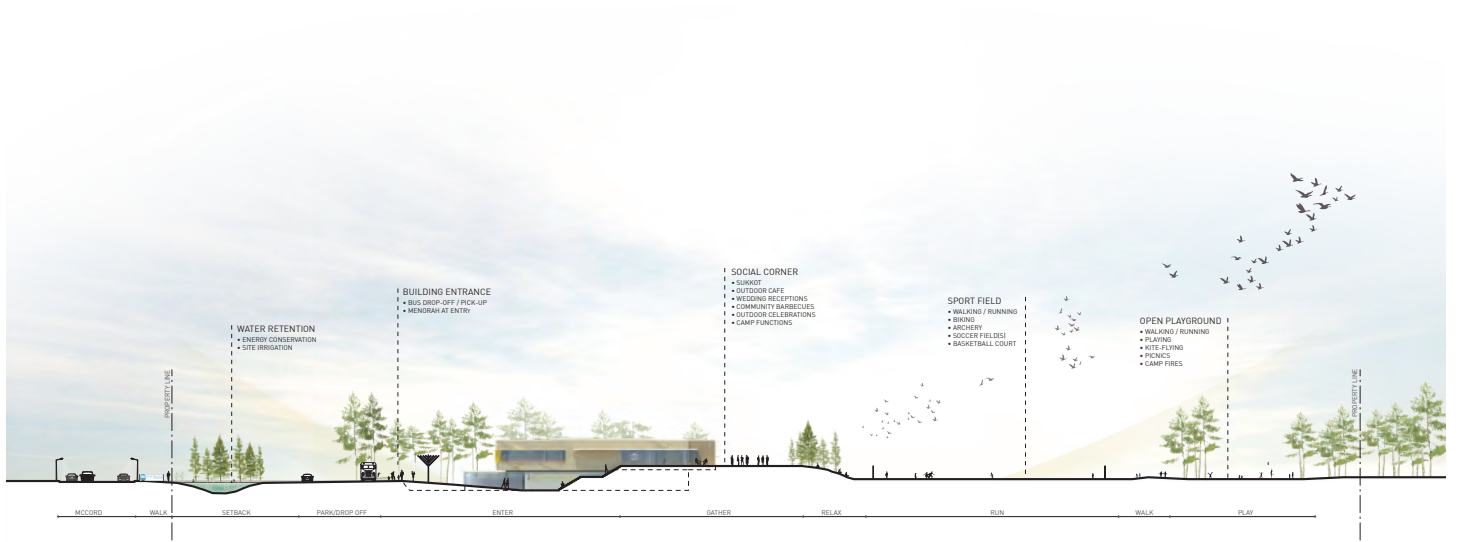 SOCIAL CORNER
• SUKKOT
• OUTDOOR CAFE
• WEDDING RECEPTIONS
• COMMUNITY BARBECUES
• OUTDOOR CELEBRATIONS
• CAMP FUNCTIONS
BUILDING ENTRANCE
• BUS DROP-OFF / PICK-UP
• MENORAH AT ENTRY
SPORT FIELD
• WALKING / RUNNING
• BIKING
• ARCHERY
• SOCCER FIELD(S)
• BASKETBALL COURT
OPEN PLAYGROUND
• WALKING / RUNNING
• PLAYING
• KITE-FLYING
• PICNICS
• CAMP FIRES
WATER RETENTION
• ENERGY CONSERVATION
• SITE IRRIGATION
PROPERTY LINE
PROPERTY LINE
MCCORD
WALK
SETBACK
PARK/DROP OFF
ENTER
GATHER
RELAX
RUN
WALK
PLAY